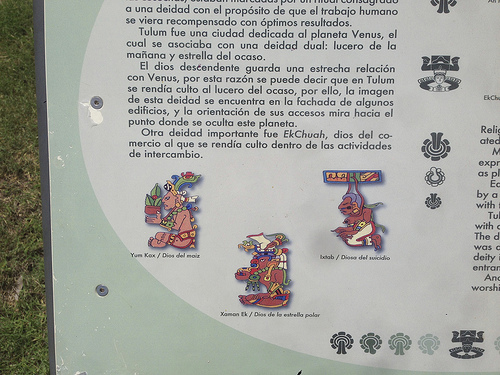 a una deidad con el propósito de que el trabajo humano
se viera recompensado con óptimos resultados.
Tulum fue una ciudad dedicada al planeta Venus, el
cual se asociaba con una deidad dual: lucero de la
mañana y estrella del ocaso.
El dios descendente guarda una estrecha relación
con Venus, por esta razón se puede decir que en Tulum
se rendía culto al lucero del ocaso, por ello, la imagen
de esta deidad se encuentra en la fachada de algunos
edificios, y la orientación de sus accesos mira hacia el
punto donde se oculta este planeta.
Otra deidad importante fue EkChuah, dios del co-
mercio al que se rendía culto dentro de las actividades
de intercambio.
Yum Kax / Dios del maiz
Ixtab / Diosa del suicidio
Xaman Ek / Dios de la estrella polar
EkChu
Relig
ated
M
expr
as pl
Ea
by a
with
Tul
with c
The d
was c
deity i
entran
Ano
worshi